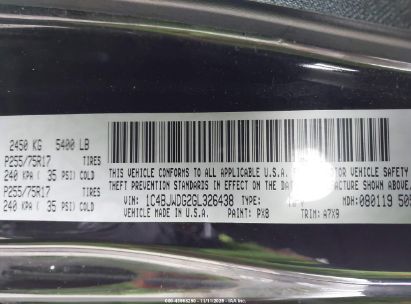 2450 KG 5400 LB
P255/75R17 TIRES
240 KPA ( 35 PSI) COLD
P255/75R17 TIRES
240 KPA ( 35 PSI) COLD
THIS VEHICLE CONFORMS TO ALL APPLICABLE U.S.A. VEHICLE SAFETY
THEFT PREVENTION STANDARDS IN EFFECT ON THE DATE MANUFACTURE SHOWN ABOVE.
VIN: 1C4BJWDG2GL326438 TYPE: MDH: 080119
MADE IN U.S.A. PAINT: PX8 TRIM: A7X9